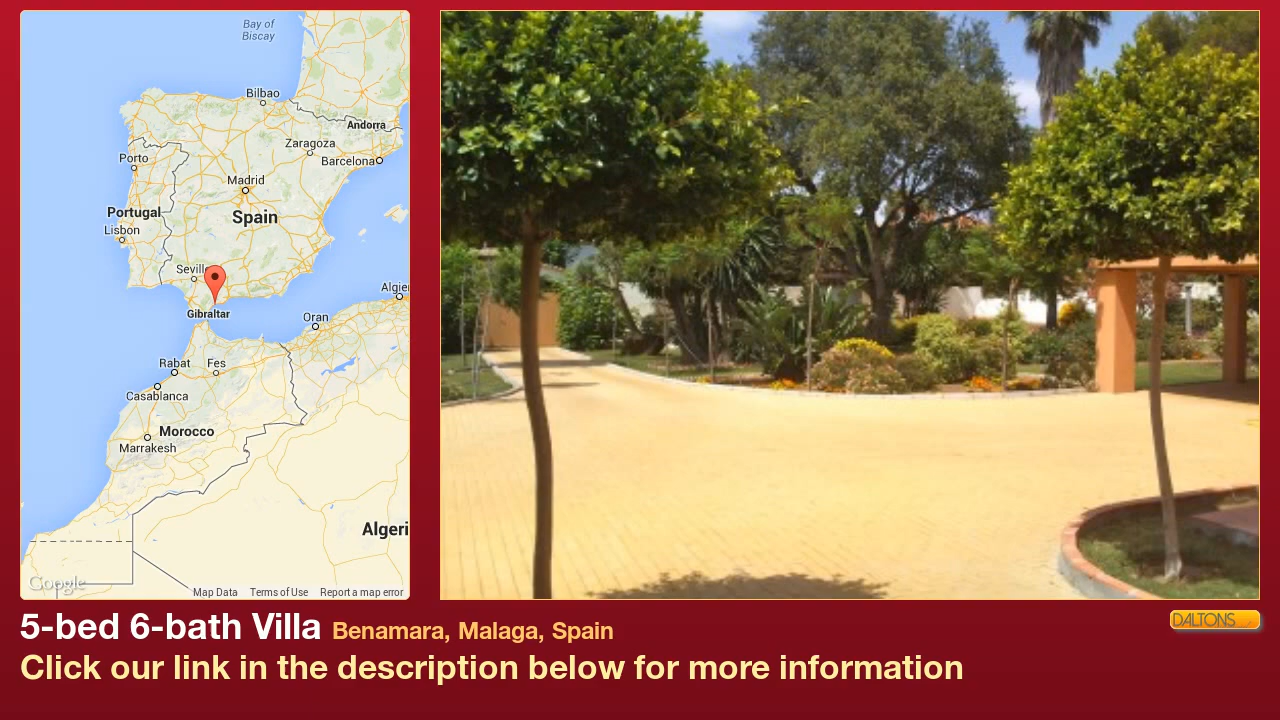 Bay of
Biscay
Bilbao
Andorra
Zaragoza
Barcelona
Porto
Madrid
Portugal
Spain
Lisbon
Seville
Algier
Gibraltar
Oran
Rabat
Fes
Casablanca
Morocco
Marrakesh
Algeri
Google
Map Data
Terms of Use
Report a map error
5-bed 6-bath Villa Benamara, Malaga, Spain
DALTONS
Click our link in the description below for more information